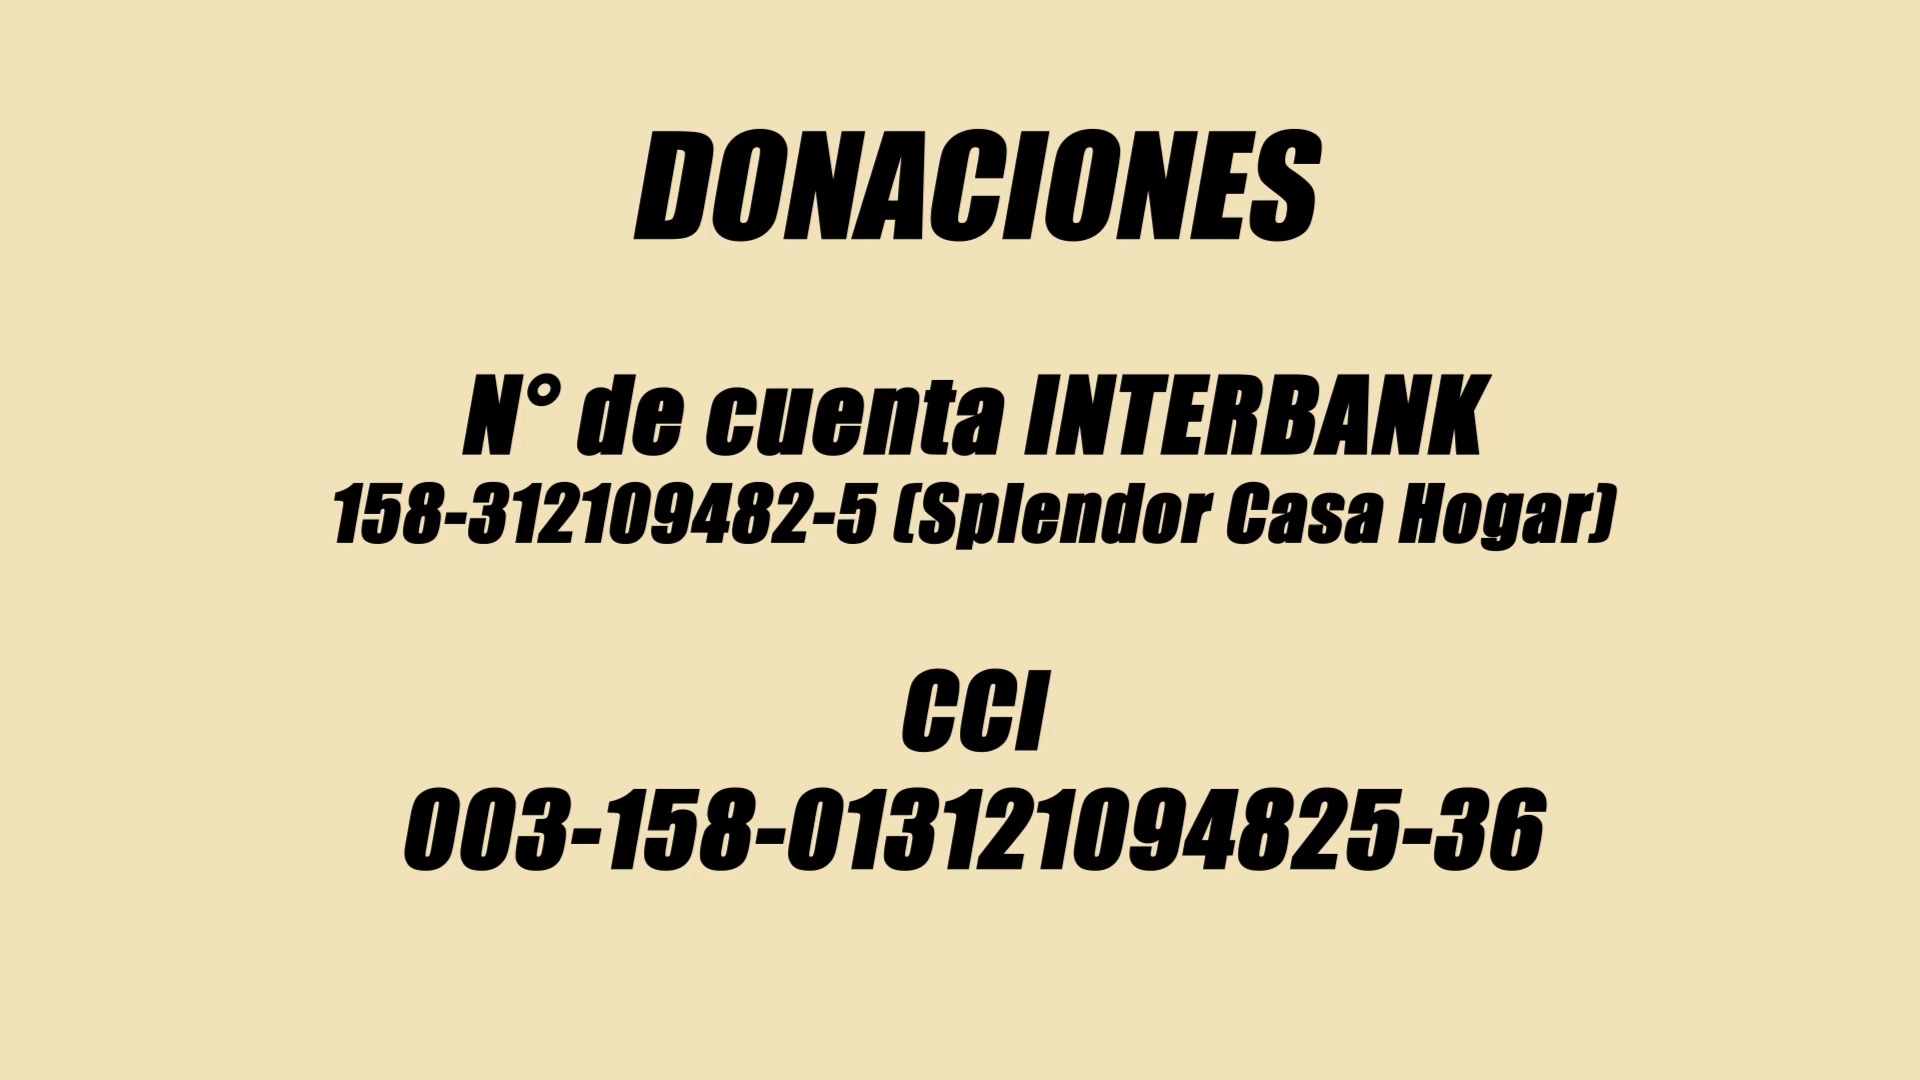 DONACIONES
N° de cuenta INTERBANK
158-312109482-5 (Splendor Casa Hogar)
CCI
003-158-013121094825-36